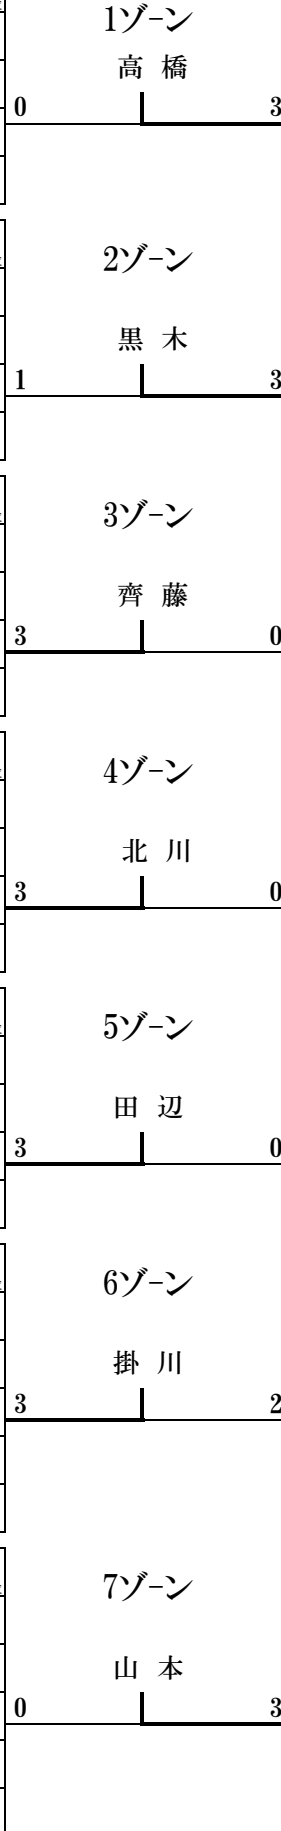 1ゾーン
高橋
0 3
2ゾーン
黒木
1 3
3ゾーン
齊藤
3 0
4ゾーン
北川
3 0
5ゾーン
田辺
3 0
6ゾーン
掛川
3 2
7ゾーン
山本
0 3